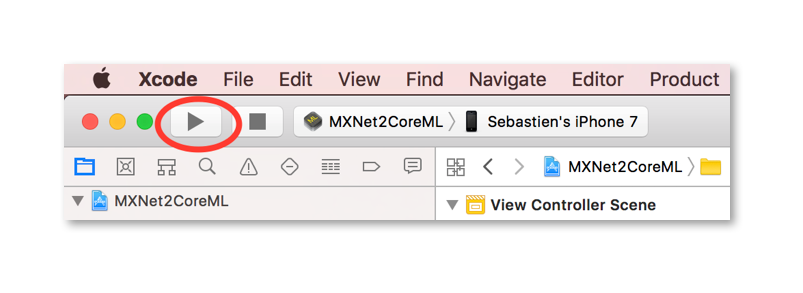 Xcode File Edit View Find Navigate Editor Product
MXNet2CoreML Sebastien's iPhone 7
MXNet2CoreML
MXNet2CoreML
View Controller Scene